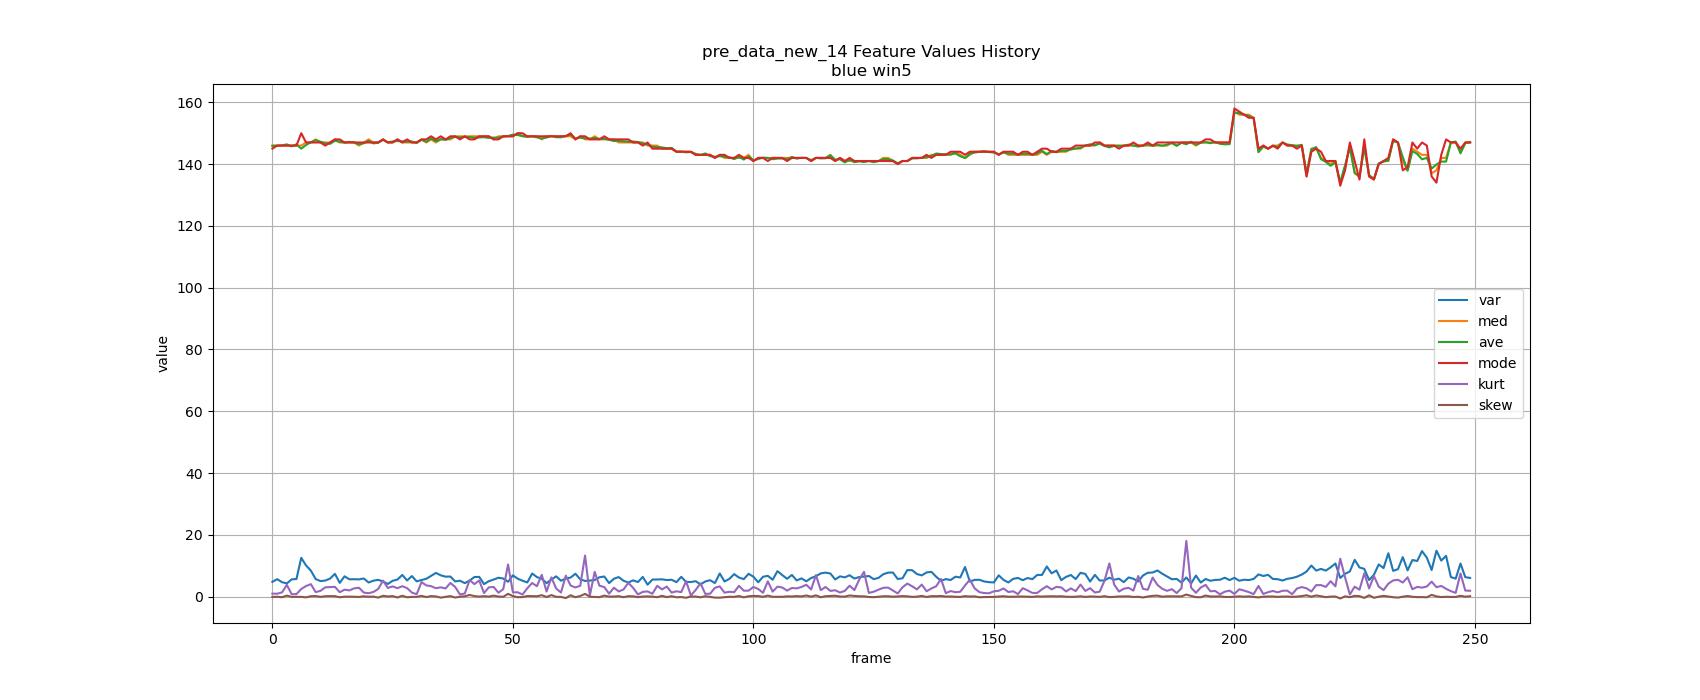 pre_data_new_14 Feature Values History
blue win5
160
140
120
100
80
60
40
20
0
value
var
med
ave
mode
kurt
skew
0
50
100
150
200
250
frame